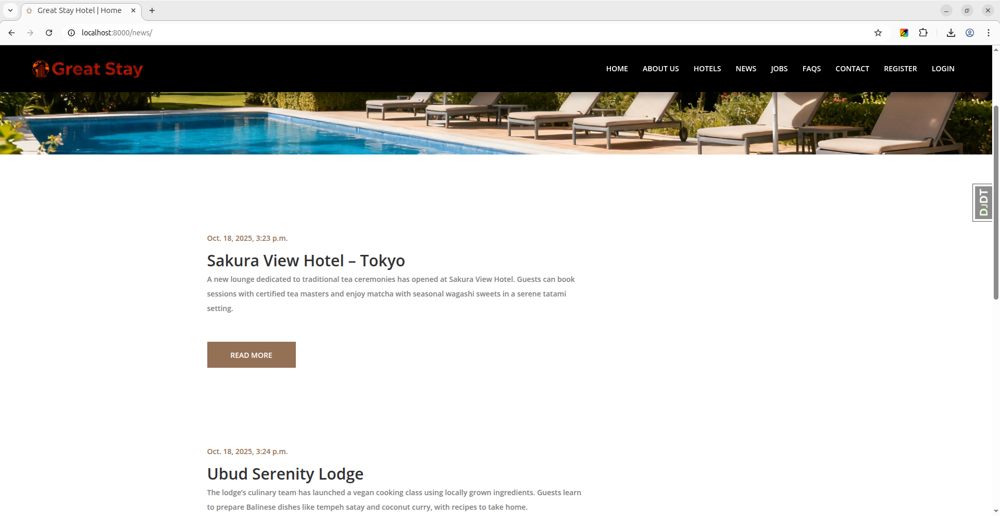 Great Stay Hotel | Home
localhost:8000/news/
Great Stay
HOME ABOUT US HOTELS NEWS JOBS FAQS CONTACT REGISTER LOGIN
DJDT
Oct. 18, 2025, 3:23 p.m.
Sakura View Hotel – Tokyo
A new lounge dedicated to traditional tea ceremonies has opened at Sakura View Hotel. Guests can book
sessions with certified tea masters and enjoy matcha with seasonal wagashi sweets in a serene tatami
setting.
READ MORE
Oct. 18, 2025, 3:24 p.m.
Ubud Serenity Lodge
The lodge’s culinary team has launched a vegan cooking class using locally grown ingredients. Guests learn
to prepare Balinese dishes like tempeh satay and coconut curry, with recipes to take home.